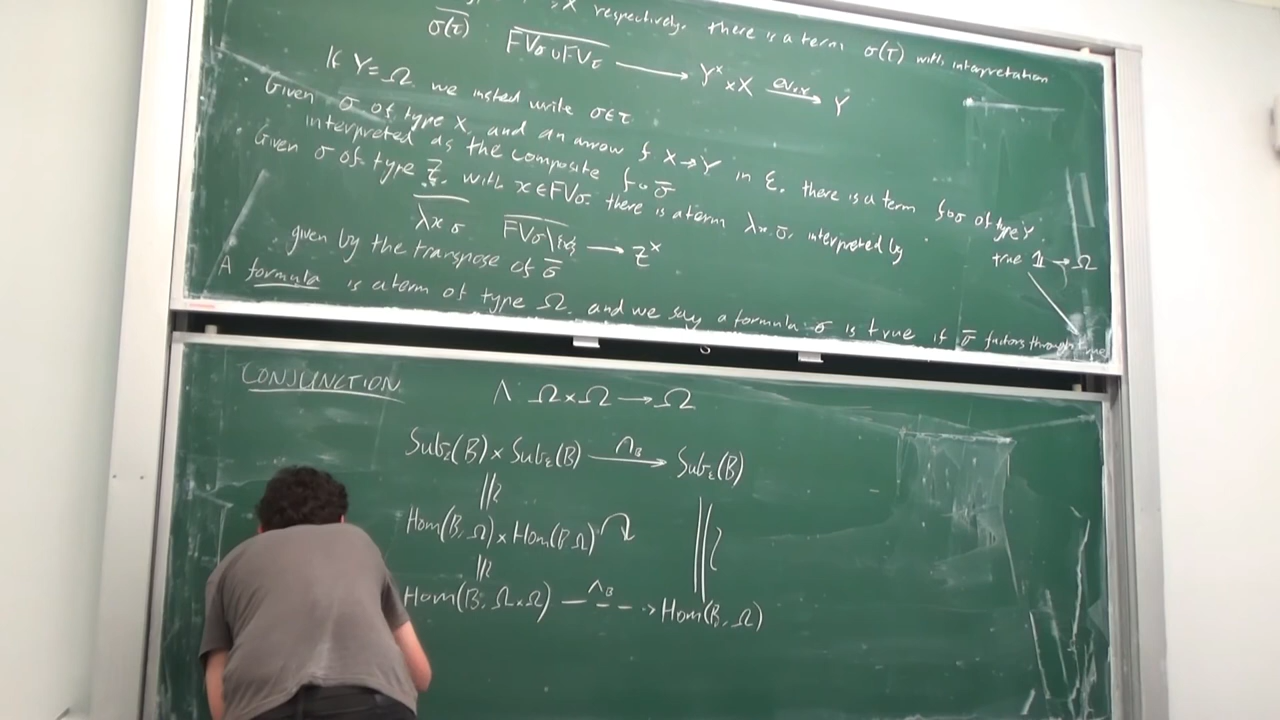 X respectively. there is a term σ(τ) with interpretation
σ(τ) FVσ∪FVτ ⟶ Y^X × X ⟶ Y
If Y=Ω we insted write σ∈τ
Given σ of type X, and an arrow f X→Y in ℰ, there is a term f∘σ of type Y
interpreted as the composite f∘σ̅
Given σ of type Z, with x∈FVσ there is a term λx.σ, interpreted by
λx.σ FVσ\{x} ⟶ Z^X
given by the transpose of σ̅
true 𝟙 → Ω
A formula is a term of type Ω, and we say a formula σ is true if σ̅ factors through true
CONJUNCTION
∧ Ω×Ω ⟶ Ω
Sub_ℰ(B) × Sub_ℰ(B) ⟶ ∩_B Sub_ℰ(B)
Hom(B, Ω) × Hom(B, Ω)
Hom(B, Ω×Ω) - - -> ∧_B Hom(B, Ω)